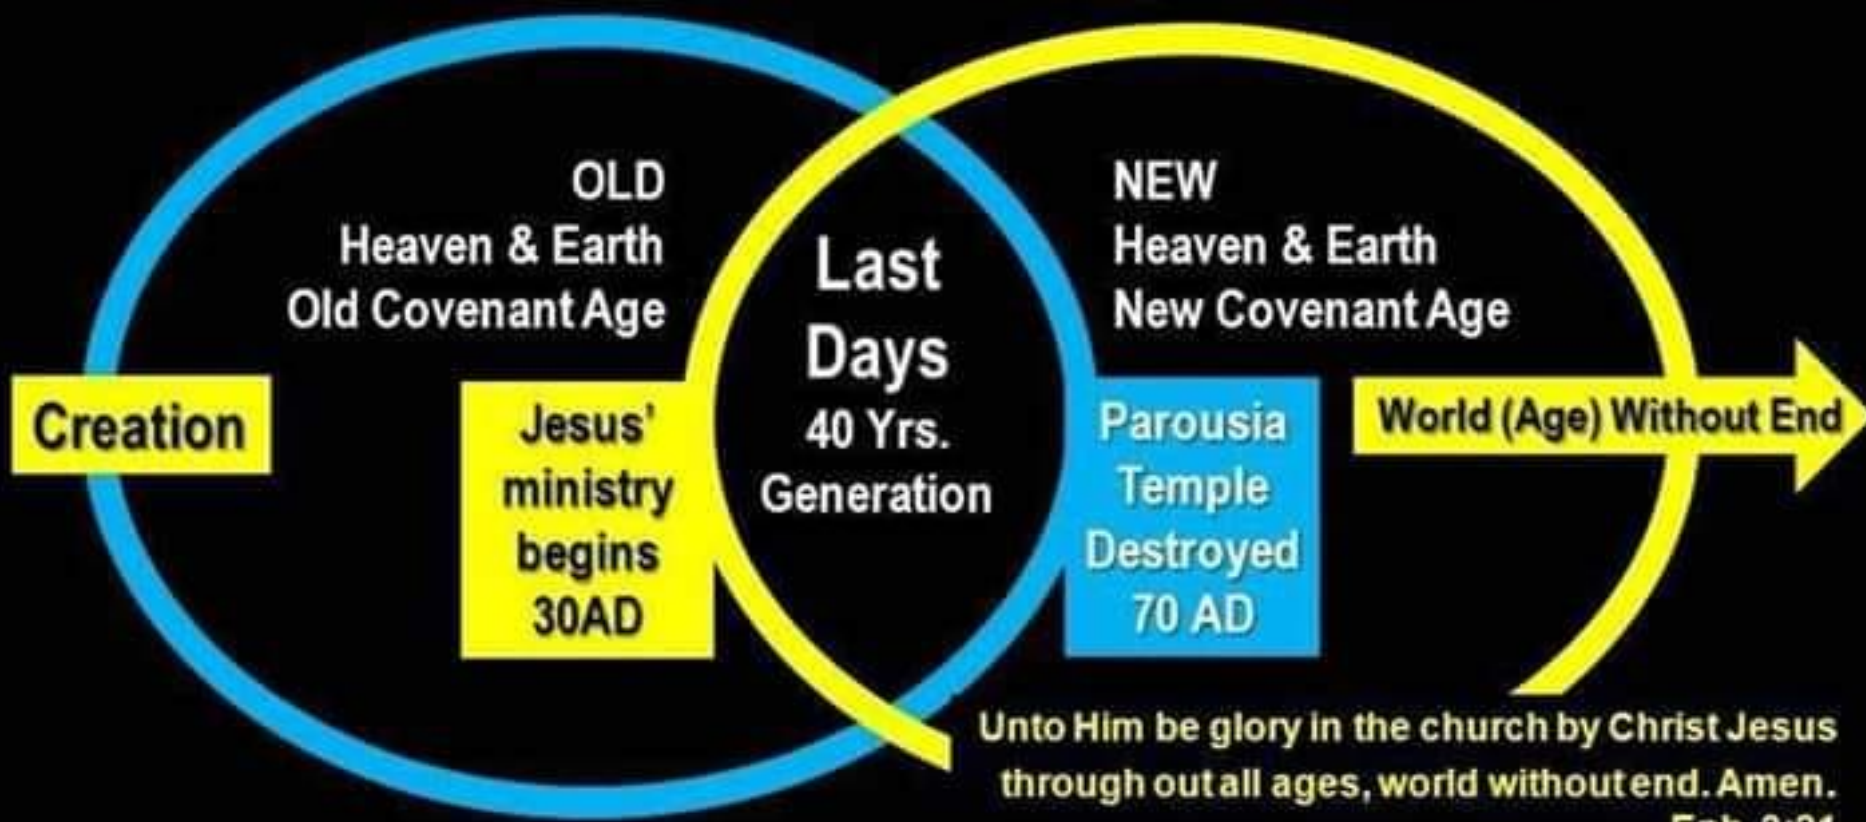 OLD
Heaven & Earth
Old Covenant Age
Last
Days
40 Yrs.
Generation
NEW
Heaven & Earth
New Covenant Age
Creation
Jesus'
ministry
begins
30AD
Parousia
Temple
Destroyed
70 AD
World (Age) Without End
Unto Him be glory in the church by Christ Jesus
through out all ages, world without end. Amen.